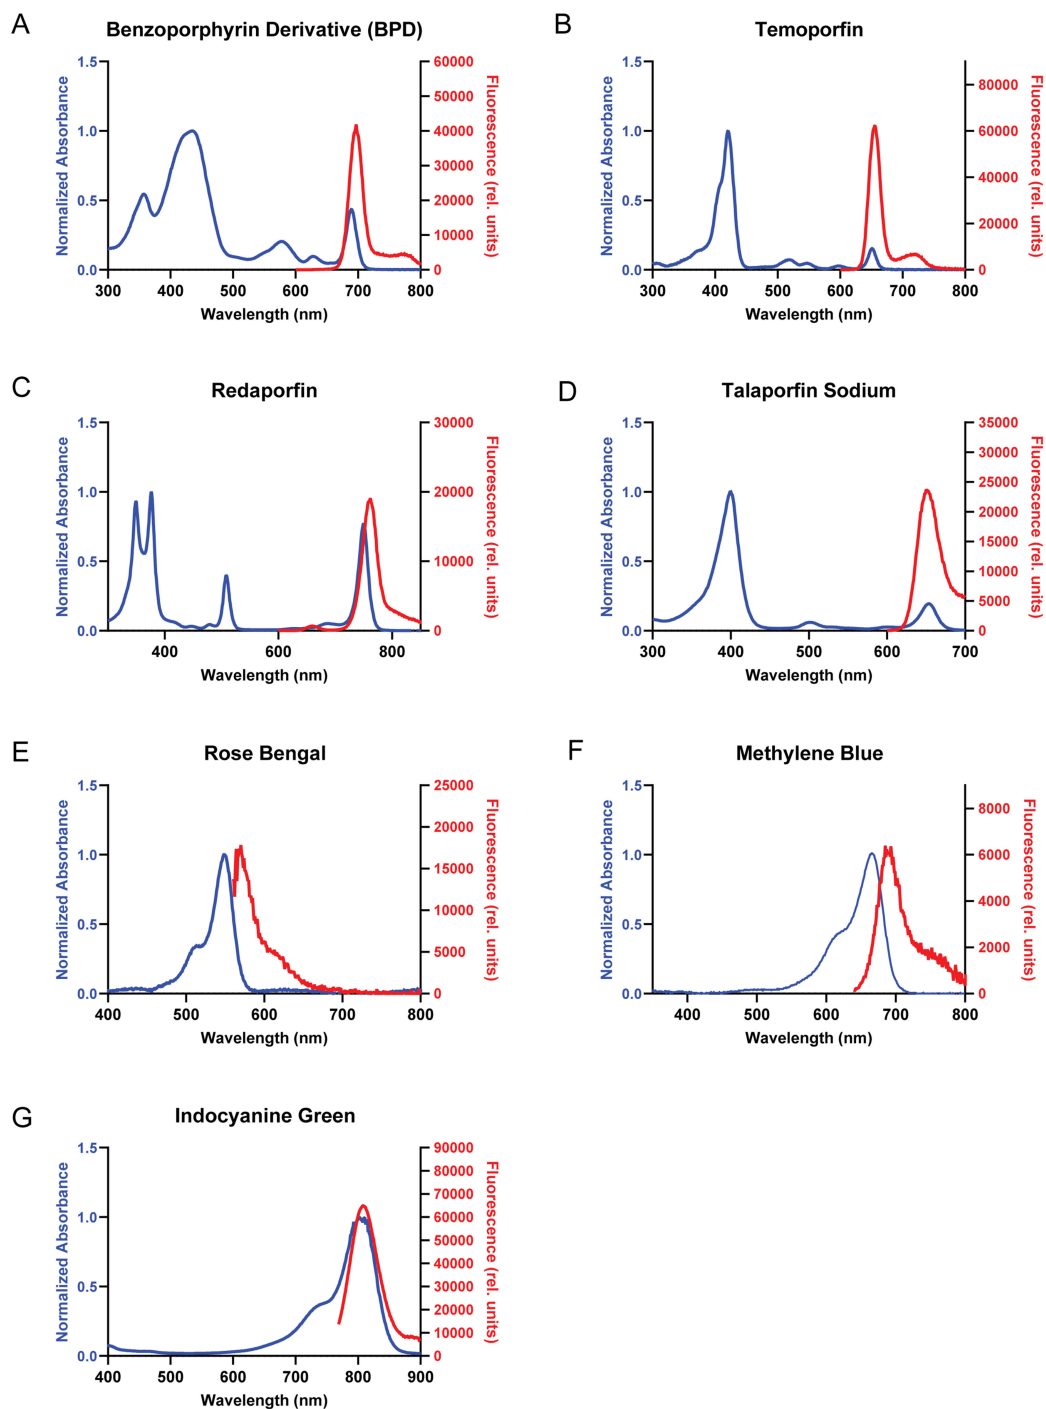 A
Benzoporphyrin Derivative (BPD)
Normalized Absorbance
1.5
1.0
0.5
0.0
60000
50000
40000
30000
20000
10000
0
Fluorescence (rel. units)
300 400 500 600 700 800
Wavelength (nm)
B
Temoporfin
Normalized Absorbance
1.5
1.0
0.5
0.0
80000
60000
40000
20000
0
Fluorescence (rel. units)
300 400 500 600 700 800
Wavelength (nm)
C
Redaporfin
Normalized Absorbance
1.5
1.0
0.5
0.0
30000
20000
10000
0
Fluorescence (rel. units)
400 600 800
Wavelength (nm)
D
Talaporfin Sodium
Normalized Absorbance
1.5
1.0
0.5
0.0
35000
30000
25000
20000
15000
10000
5000
0
Fluorescence (rel. units)
300 400 500 600 700
Wavelength (nm)
E
Rose Bengal
Normalized Absorbance
1.5
1.0
0.5
0.0
25000
20000
15000
10000
5000
0
Fluorescence (rel. units)
400 500 600 700 800
Wavelength (nm)
F
Methylene Blue
Normalized Absorbance
1.5
1.0
0.5
0.0
8000
6000
4000
2000
0
Fluorescence (rel. units)
400 500 600 700 800
Wavelength (nm)
G
Indocyanine Green
Normalized Absorbance
1.5
1.0
0.5
0.0
90000
80000
70000
60000
50000
40000
30000
20000
10000
0
Fluorescence (rel. units)
400 500 600 700 800 900
Wavelength (nm)